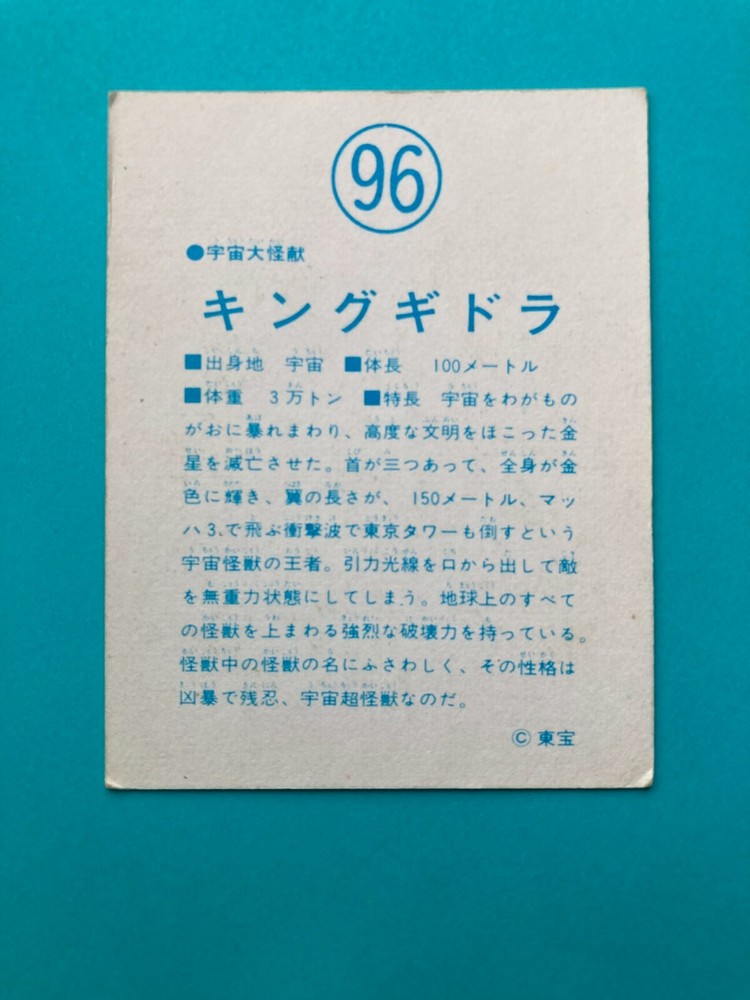 96
●宇宙大怪獣
キングギドラ
■出身地 宇宙 ■体長 100メートル
■体重 3万トン ■特長 宇宙をわがもの
がおに暴れまわり、高度な文明をほこった金
星を滅亡させた。首が三つあって、全身が金
色に輝き、翼の長さが、150メートル、マッ
ハ3、で飛ぶ衝撃波で東京タワーも倒すという
宇宙怪獣の王者。引力光線を口から出して敵
を無重力状態にしてしまう。地球上のすべて
の怪獣を上まわる強烈な破壊力を持っている。
怪獣中の怪獣の名にふさわしく、その性格は
凶暴で残忍、宇宙超怪獣なのだ。
©東宝